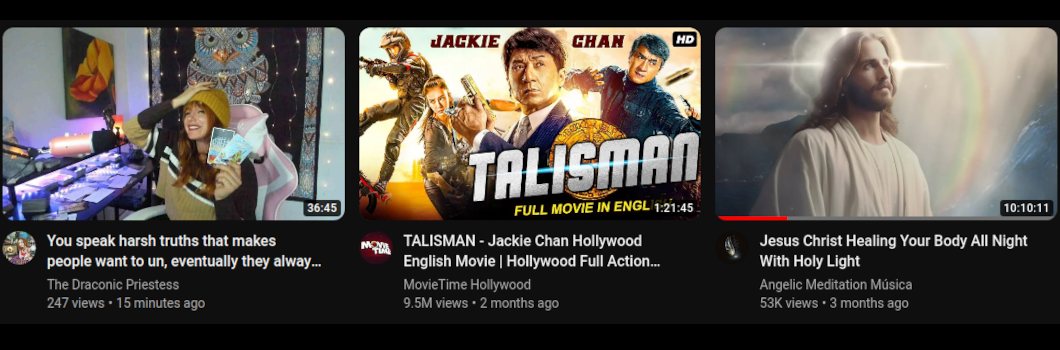 JACKIE CHAN
HD
TALISMAN
FULL MOVIE IN ENGL
36:45
1:21:45
10:10:11
You speak harsh truths that makes
people want to un, eventually they alway...
The Draconic Priestess
247 views • 15 minutes ago
MOVIE
TIME
TALISMAN - Jackie Chan Hollywood
English Movie | Hollywood Full Action...
MovieTime Hollywood
9.5M views • 2 months ago
Jesus Christ Healing Your Body All Night
With Holy Light
Angelic Meditation Música
53K views • 3 months ago